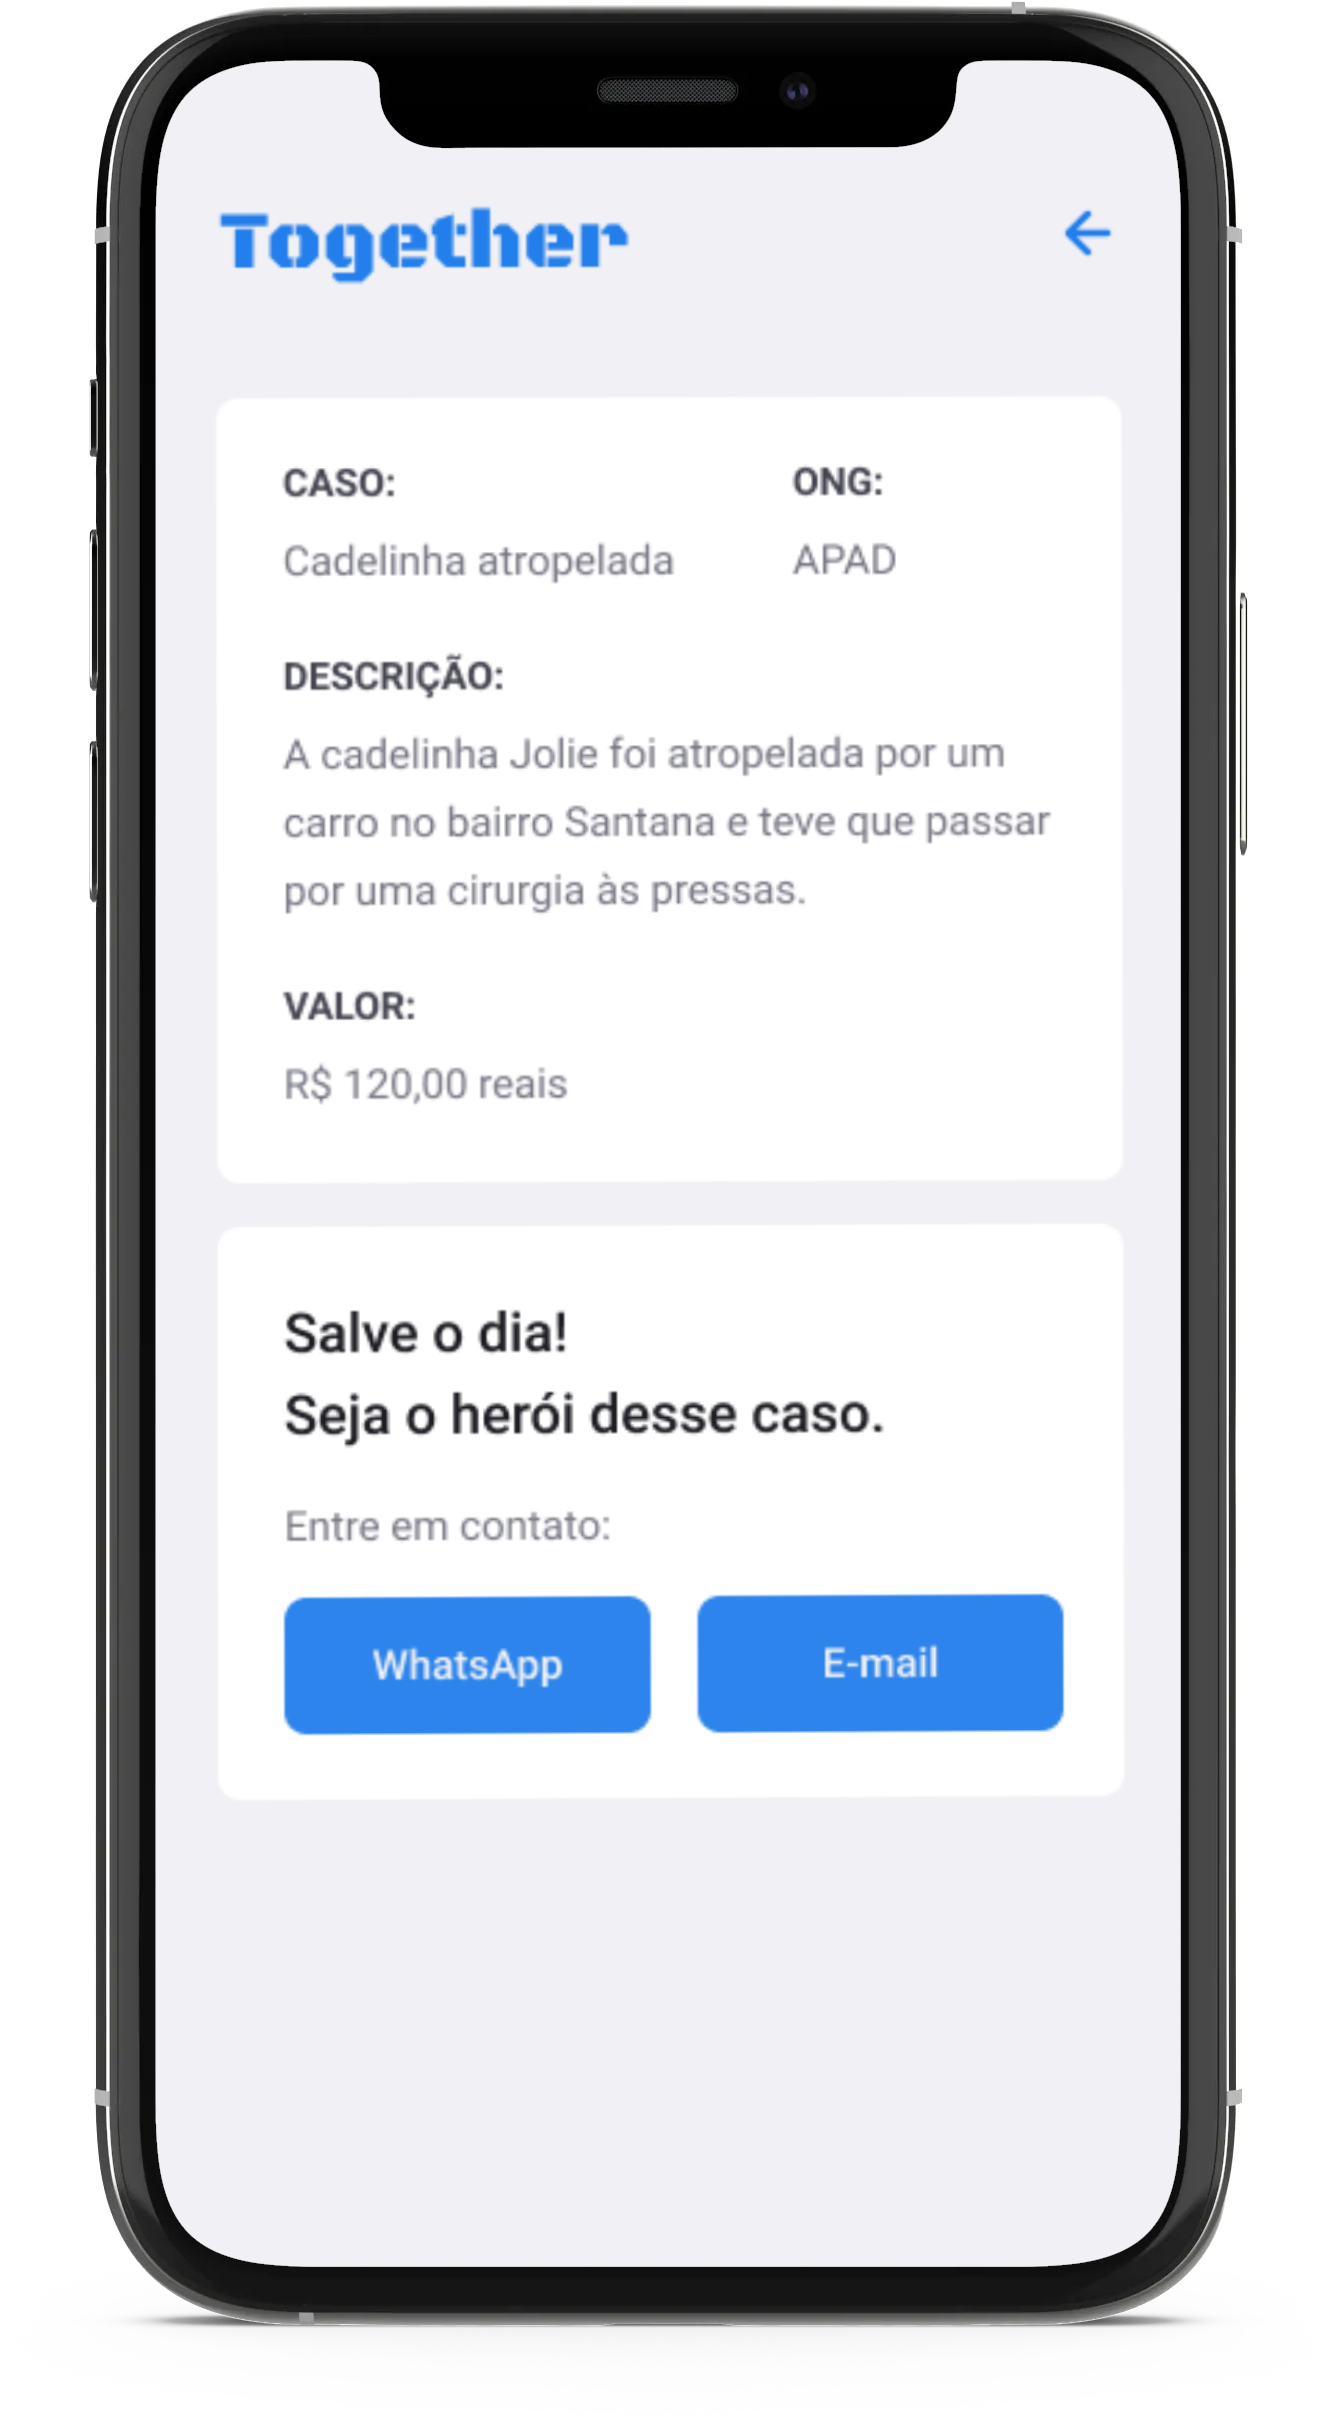 Together
CASO:
ONG:
Cadelinha atropelada
APAD
DESCRIÇÃO:
A cadelinha Jolie foi atropelada por um
carro no bairro Santana e teve que passar
por uma cirurgia às pressas.
VALOR:
R$ 120,00 reais
Salve o dia!
Seja o herói desse caso.
Entre em contato:
WhatsApp
E-mail